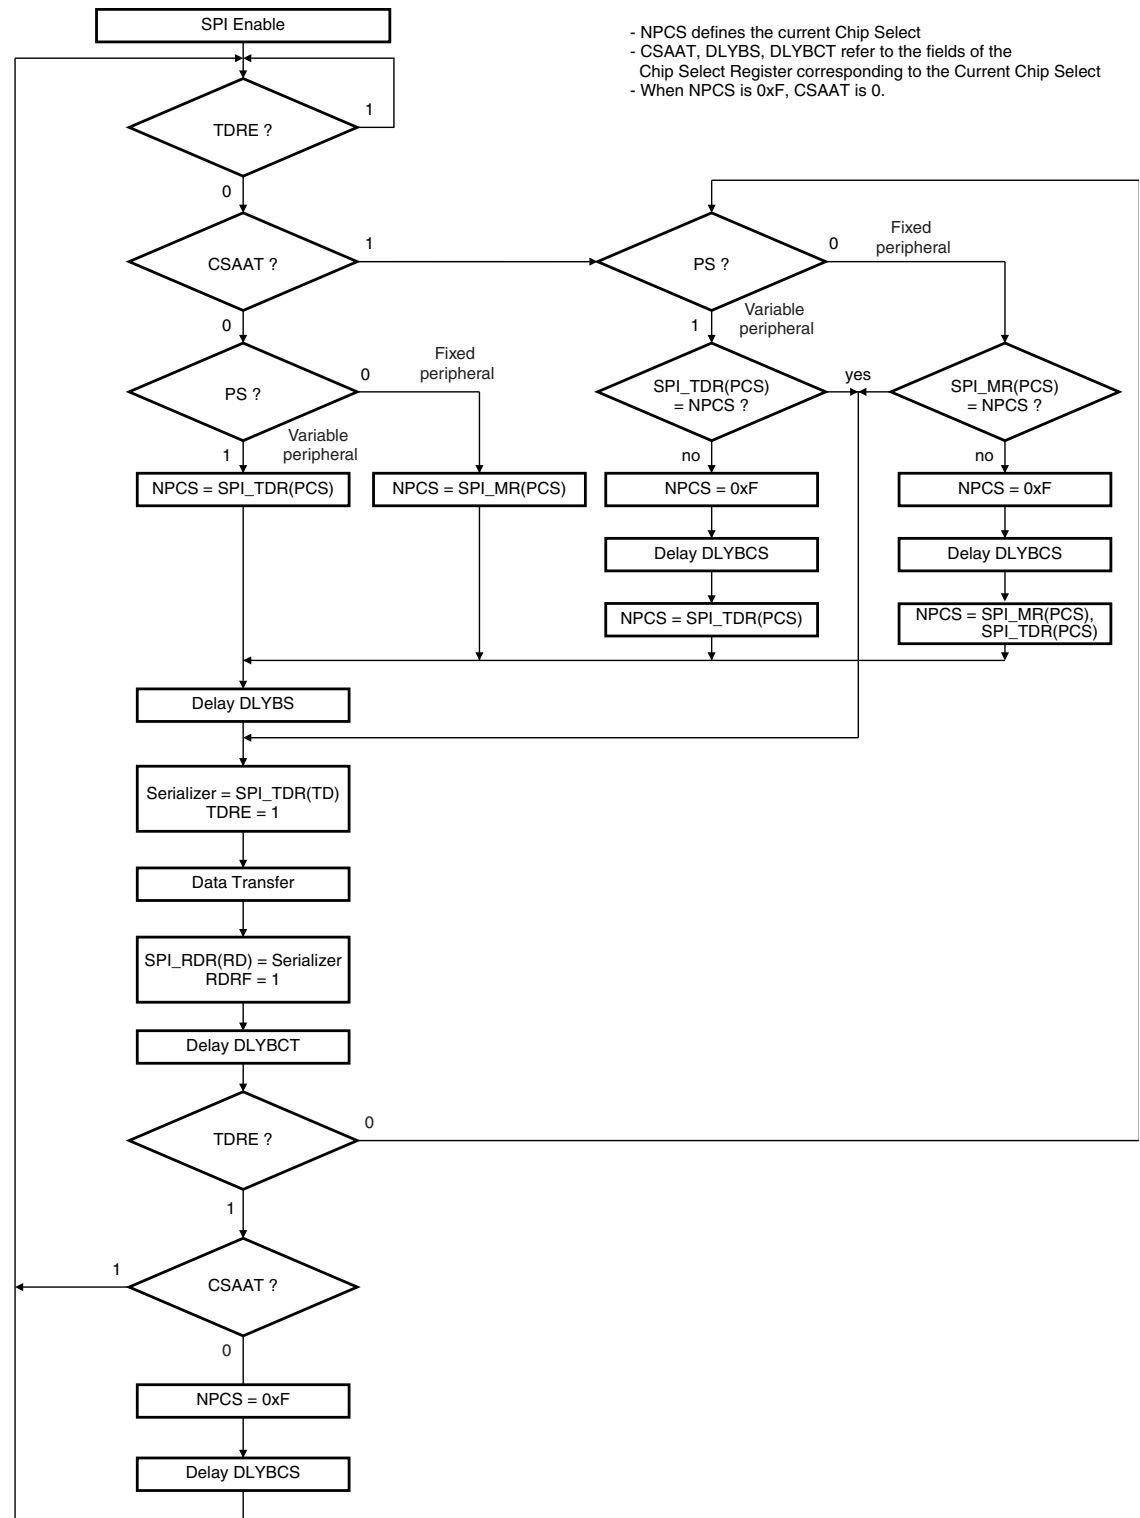 SPI Enable
- NPCS defines the current Chip Select
- CSAAT, DLYBS, DLYBCT refer to the fields of the
Chip Select Register corresponding to the Current Chip Select
- When NPCS is 0xF, CSAAT is 0.
TDRE ?
1
0
CSAAT ?
1
0
PS ?
0
Fixed
peripheral
1
Variable
peripheral
PS ?
0
Fixed
peripheral
1
Variable
peripheral
SPI_TDR(PCS)
= NPCS ?
yes
SPI_MR(PCS)
= NPCS ?
no
no
NPCS = SPI_TDR(PCS)
NPCS = SPI_MR(PCS)
NPCS = 0xF
NPCS = 0xF
Delay DLYBCS
Delay DLYBCS
NPCS = SPI_TDR(PCS)
NPCS = SPI_MR(PCS),
SPI_TDR(PCS)
Delay DLYBS
Serializer = SPI_TDR(TD)
TDRE = 1
Data Transfer
SPI_RDR(RD) = Serializer
RDRF = 1
Delay DLYBCT
TDRE ?
0
1
CSAAT ?
1
0
NPCS = 0xF
Delay DLYBCS